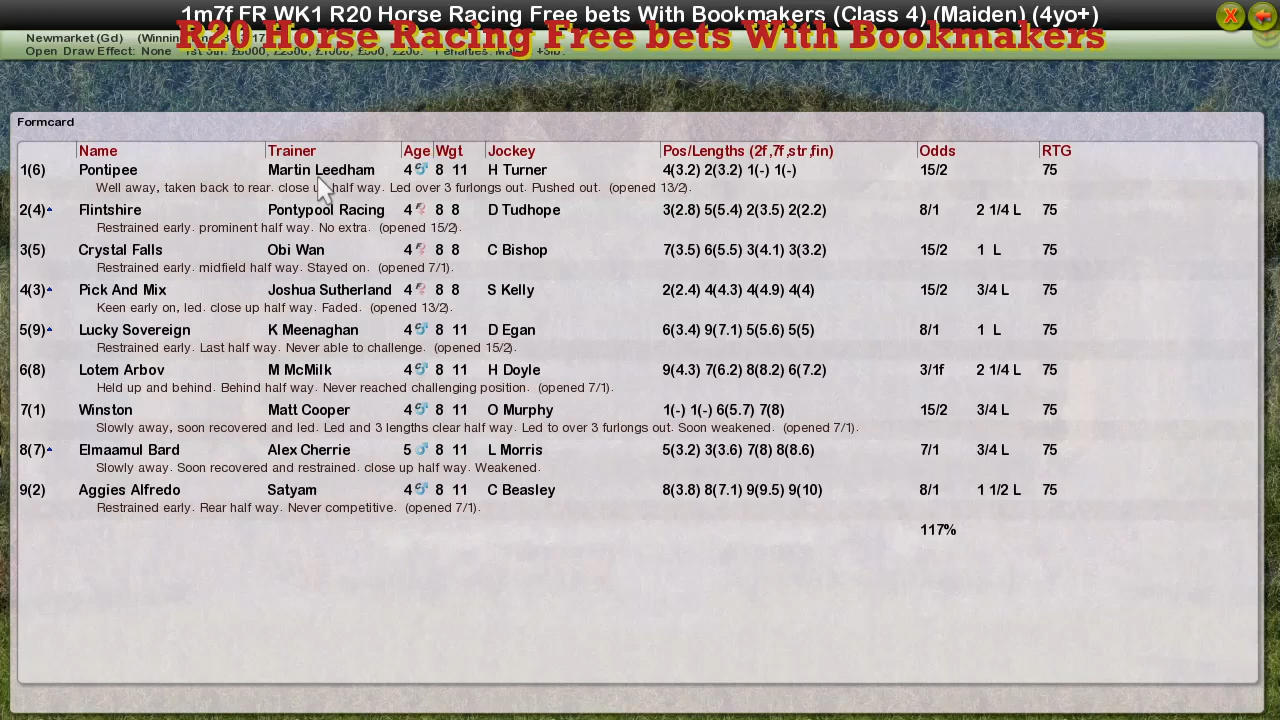 1m7f FR WK1 R20 Horse Racing Free bets With Bookmakers (Class 4) (Maiden) (4yo+)
R20 Horse Racing Free bets With Bookmakers
Newmarket (Gd)
Open Draw Effect: None
Formcard
Name Trainer Age Wgt Jockey Pos/Lengths (2f,7f,str,fin) Odds RTG
1(6) Pontipee Martin Leedham 4 8 11 H Turner 4(3.2) 2(3.2) 1(-) 1(-) 15/2
Well away, taken back to rear. close half way. Led over 3 furlongs out. Pushed out. (opened 13/2).
2(4) Flintshire Pontypool Racing 4 8 8 D Tudhope 3(2.8) 5(5.4) 2(3.5) 2(2.2) 8/1 2 1/4 L 75
Restrained early. prominent half way. No extra. (opened 15/2).
3(5) Crystal Falls Obi Wan 4 8 8 C Bishop 7(3.5) 6(5.5) 3(4.1) 3(3.2) 15/2 1 L 75
Restrained early. midfield half way. Stayed on. (opened 7/1).
4(3) Pick And Mix Joshua Sutherland 4 8 8 S Kelly 2(2.4) 4(4.3) 4(4.9) 4(4) 15/2 3/4 L 75
Keen early on, led. close up half way. Faded. (opened 13/2).
5(9) Lucky Sovereign K Meenaghan 4 8 11 D Egan 6(3.4) 9(7.1) 5(5.6) 5(5) 8/1 1 L 75
Restrained early. Last half way. Never able to challenge. (opened 15/2).
6(8) Lotem Arbov M McMilk 4 8 11 H Doyle 9(4.3) 7(6.2) 8(8.2) 6(7.2) 3/1f 2 1/4 L 75
Held up and behind. Behind half way. Never reached challenging position. (opened 7/1).
7(1) Winston Matt Cooper 4 8 11 O Murphy 1(-) 1(-) 6(5.7) 7(8) 15/2 3/4 L 75
Slowly away, soon recovered and led. Led and 3 lengths clear half way. Led to over 3 furlongs out. Soon weakened. (opened 7/1).
8(7) Elmaamul Bard Alex Cherrie 5 8 11 L Morris 5(3.2) 3(3.6) 7(8) 8(8.6) 7/1 3/4 L 75
Slowly away. Soon recovered and restrained. close up half way. Weakened.
9(2) Aggies Alfredo Satyam 4 8 11 C Beasley 8(3.8) 8(7.1) 9(9.5) 9(10) 8/1 1 1/2 L 75
Restrained early. Rear half way. Never competitive. (opened 7/1).
117%